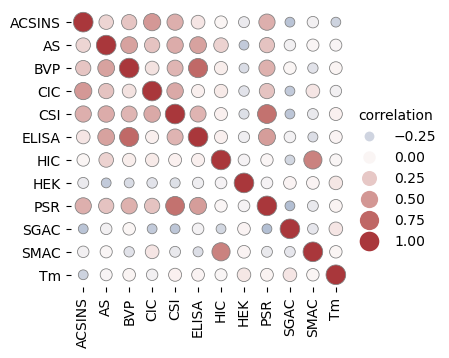 ACSINS
AS
BVP
CIC
CSI
ELISA
HIC
HEK
PSR
SGAC
SMAC
Tm
ACSINS
AS
BVP
CIC
CSI
ELISA
HIC
HEK
PSR
SGAC
SMAC
Tm
correlation
−0.25
0.00
0.25
0.50
0.75
1.00